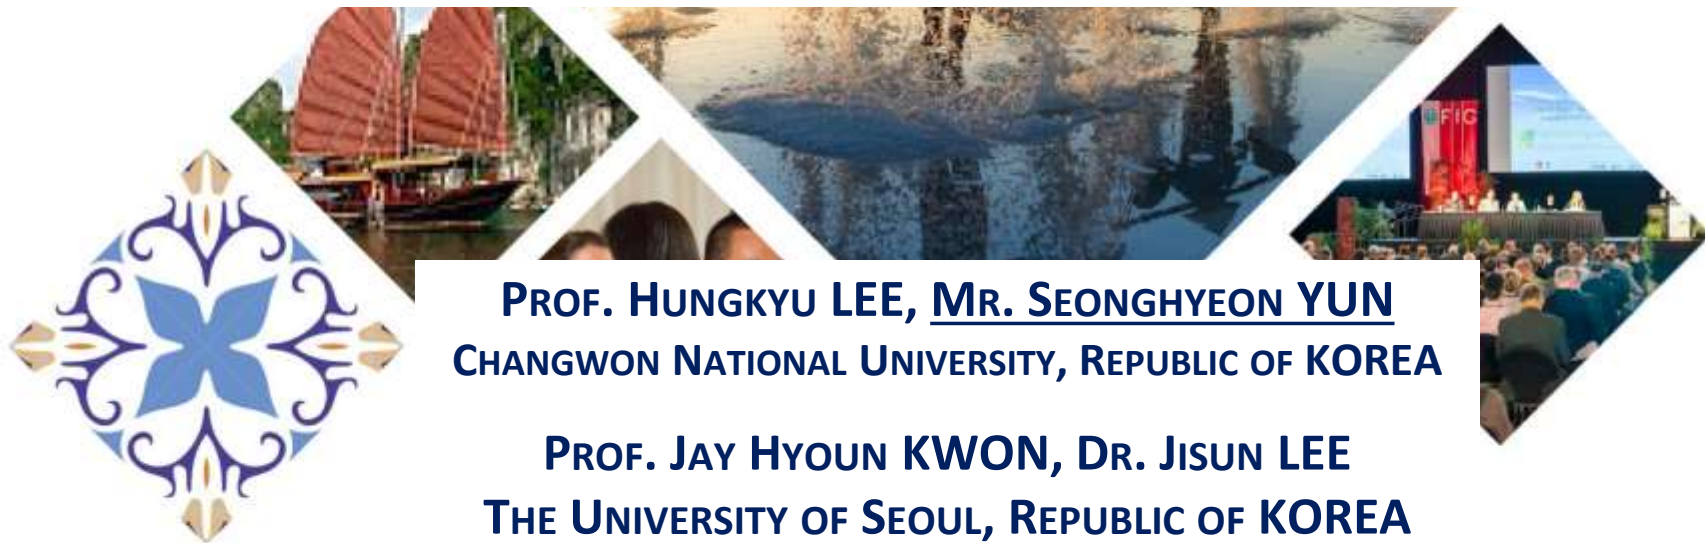 FIG
PROF. HUNGKYU LEE, MR. SEONGHYEON YUN
CHANGWON NATIONAL UNIVERSITY, REPUBLIC OF KOREA
PROF. JAY HYOUN KWON, DR. JISUN LEE
THE UNIVERSITY OF SEOUL, REPUBLIC OF KOREA